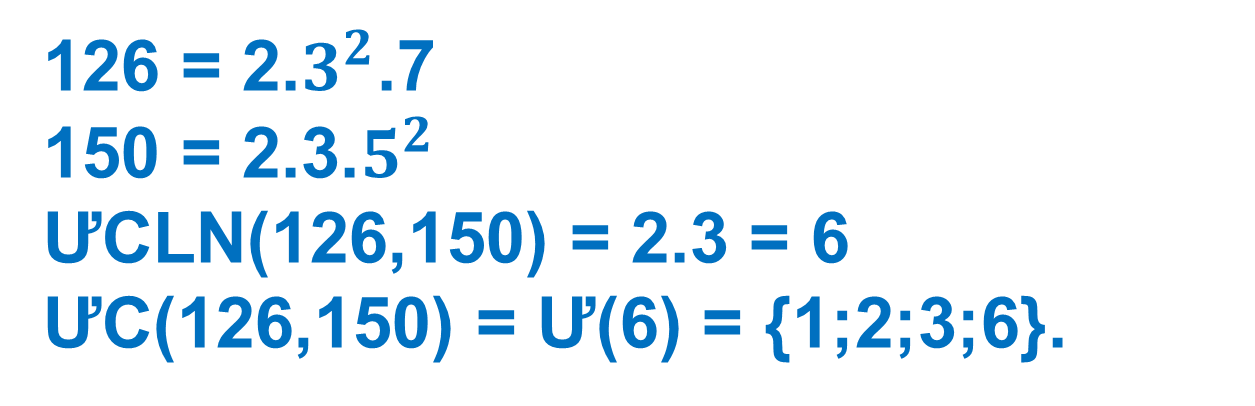 126 = 2.3².7
150 = 2.3.5²
ƯCLN(126,150) = 2.3 = 6
ƯC(126,150) = Ư(6) = {1;2;3;6}.